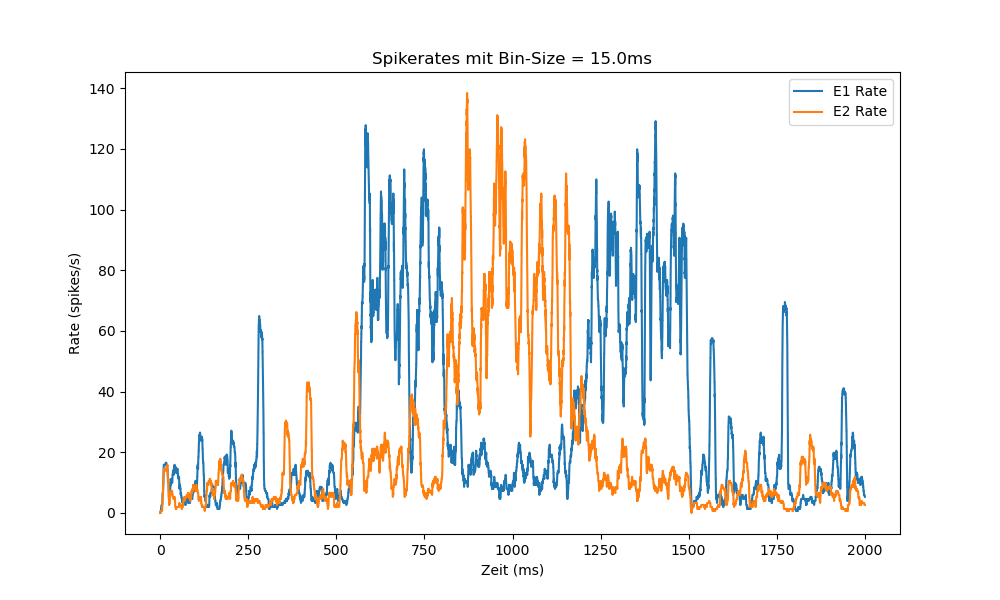 Spikerates mit Bin-Size = 15.0ms
E1 Rate
E2 Rate
Rate (spikes/s)
140
120
100
80
60
40
20
0
0 250 500 750 1000 1250 1500 1750 2000
Zeit (ms)